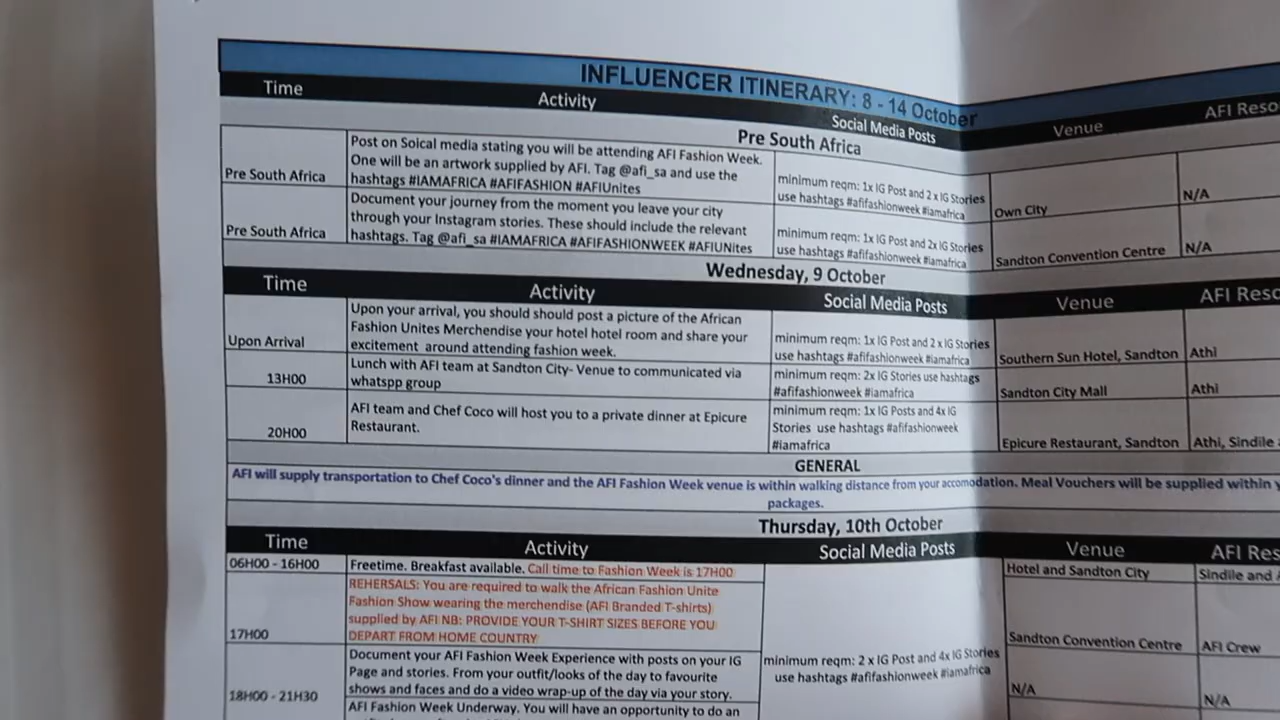 INFLUENCER ITINERARY: 8 - 14 October
Time Activity Social Media Posts Venue AFI Reso
Pre South Africa
Pre South Africa
Post on Soical media stating you will be attending AFI Fashion Week.
One will be an artwork supplied by AFI. Tag @afi_sa and use the
hashtags #IAMAFRICA #AFIFASHION #AFIUnites
minimum reqm: 1x IG Post and 2 x IG Stories
use hashtags #afifashionweek #iamafrica
Own City
N/A
Pre South Africa
Document your journey from the moment you leave your city
through your Instagram stories. These should include the relevant
hashtags. Tag @afi_sa #IAMAFRICA #AFIFASHIONWEEK #AFIUNites
minimum reqm: 1x IG Post and 2x IG Stories
use hashtags #afifashionweek #iamafrica
Sandton Convention Centre
N/A
Wednesday, 9 October
Time Activity Social Media Posts Venue AFI Reso
Upon Arrival
Upon your arrival, you should should post a picture of the African
Fashion Unites Merchendise your hotel hotel room and share your
excitement around attending fashion week.
minimum reqm: 1x IG Post and 2 x IG Stories
use hashtags #afifashionweek #iamafrica
Southern Sun Hotel, Sandton
Athi
13H00
Lunch with AFI team at Sandton City- Venue to communicated via
whatspp group
minimum reqm: 2x IG Stories use hashtags
#afifashionweek #iamafrica
Sandton City Mall
Athi
20H00
AFI team and Chef Coco will host you to a private dinner at Epicure
Restaurant.
minimum reqm: 1x IG Posts and 4x IG
Stories use hashtags #afifashionweek
#iamafrica
Epicure Restaurant, Sandton
Athi, Sindile
GENERAL
AFI will supply transportation to Chef Coco's dinner and the AFI Fashion Week venue is within walking distance from your accomodation. Meal Vouchers will be supplied within
packages.
Thursday, 10th October
Time Activity Social Media Posts Venue AFI Res
06H00 - 16H00
Freetime. Breakfast available. Call time to Fashion Week is 17H00
Hotel and Sandton City
Sindile and
17H00
REHERSALS: You are required to walk the African Fashion Unite
Fashion Show wearing the merchendise (AFI Branded T-shirts)
supplied by AFI NB: PROVIDE YOUR T-SHIRT SIZES BEFORE YOU
DEPART FROM HOME COUNTRY
Sandton Convention Centre
AFI Crew
18H00 - 21H30
Document your AFI Fashion Week Experience with posts on your IG
Page and stories. From your outfit/looks of the day to favourite
shows and faces and do a video wrap-up of the day via your story.
minimum reqm: 2 x IG Post and 4x IG Stories
use hashtags #afifashionweek #iamafrica
N/A
N/A
AFI Fashion Week Underway. You will have an opportunity to do an